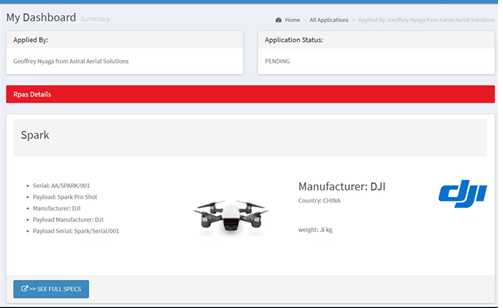 My Dashboard Summary
Home > All Applications > Applied By: Geoffrey Nyaga from Astral Aerial Solutions
Applied By:
Geoffrey Nyaga from Astral Aerial Solutions
Application Status:
PENDING
Rpas Details
Spark
Serial: AA/SPARK/001
Payload: Spark Pro Shot
Manufacturer: DJI
Payload Manufacturer: DJI
Payload Serial: Spark/Serial/001
Manufacturer: DJI
Country: CHINA
weight: .8 kg
dji
>> SEE FULL SPECS